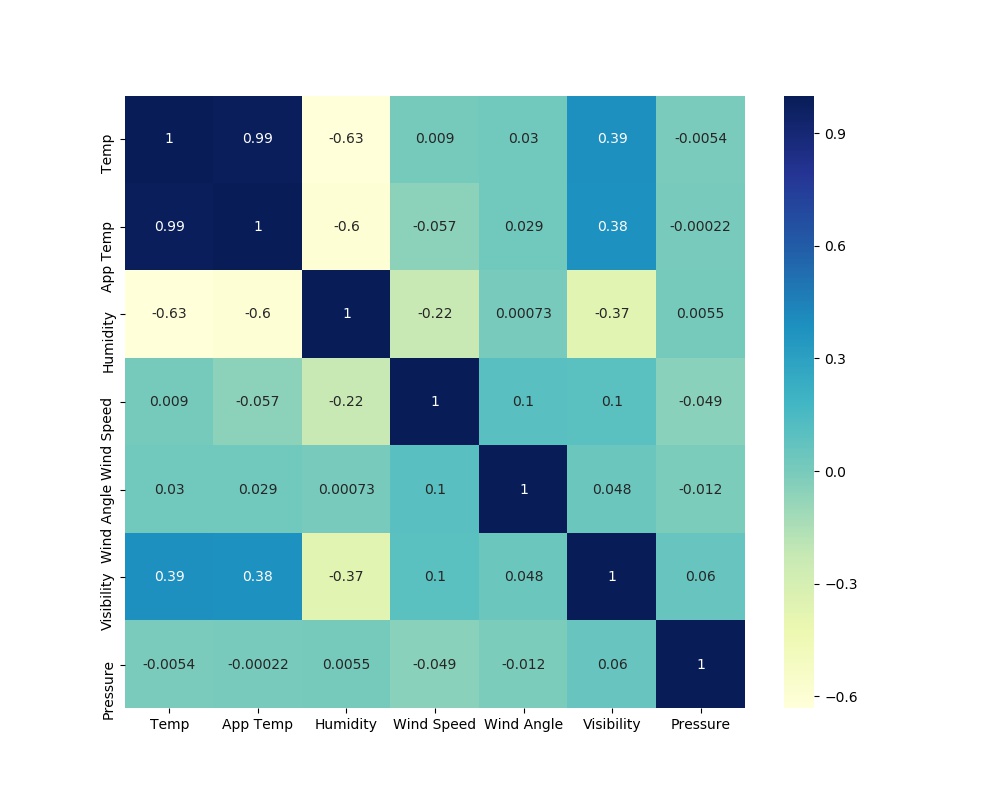 Temp 1 0.99 -0.63 0.009 0.03 0.39 -0.0054
App Temp 0.99 1 -0.6 -0.057 0.029 0.38 -0.00022
Humidity -0.63 -0.6 1 -0.22 0.00073 -0.37 0.0055
Wind Speed 0.009 -0.057 -0.22 1 0.1 0.1 -0.049
Wind Angle 0.03 0.029 0.00073 0.1 1 0.048 -0.012
Visibility 0.39 0.38 -0.37 0.1 0.048 1 0.06
Pressure -0.0054 -0.00022 0.0055 -0.049 -0.012 0.06 1
Temp App Temp Humidity Wind Speed Wind Angle Visibility Pressure
0.9
0.6
0.3
0.0
−0.3
−0.6